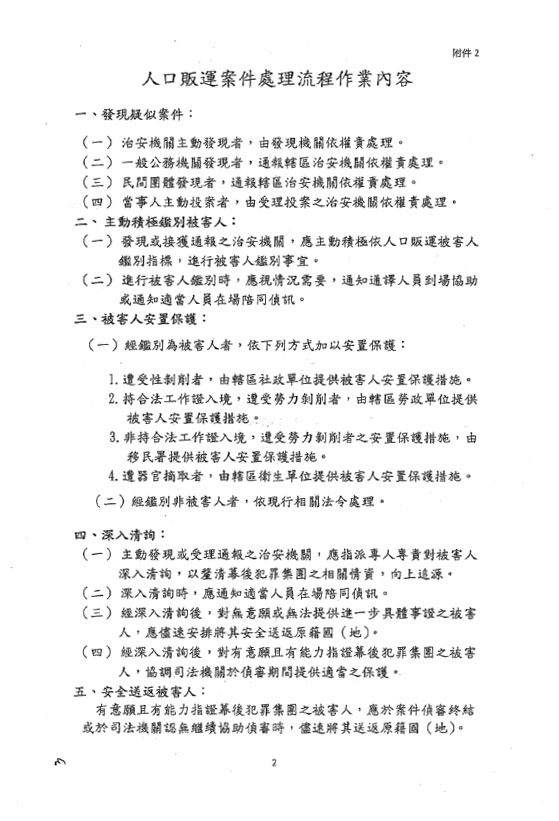 附件 2
人口販運案件處理流程作業內容
一、發現疑似案件：
（一） 治安機關主動發現者，由發現機關依權責處理。
（二） 一般公務機關發現者，通報轄區治安機關依權責處理。
（三） 民間團體發現者，通報轄區治安機關依權責處理。
（四） 當事人主動投案者，由受理投案之治安機關依權責處理。
二、主動積極鑑別被害人：
（一） 發現或接獲通報之治安機關，應主動積極依人口販運被害人
鑑別指標，進行被害人鑑別事宜。
（二） 進行被害人鑑別時，應視情況需要，通知通譯人員到場協助
或通知適當人員在場陪同偵訊。
三、被害人安置保護：
（一）經鑑別為被害人者，依下列方式加以安置保護：
1.遭受性剝削者，由轄區社政單位提供被害人安置保護措施。
2.持合法工作證入境，遭受勞力剝削者，由轄區勞政單位提供
被害人安置保護措施。
3.非持合法工作證入境，遭受勞力剝削者之安置保護措施，由
移民署提供被害人安置保護措施。
4.遭器官摘取者，由轄區衛生單位提供被害人安置保護措施。
（二）經鑑別非被害人者，依現行相關法令處理。
四、深入清詢：
（一） 主動發現或受理通報之治安機關，應指派專人專責對被害人
深入清詢，以釐清幕後犯罪集團之相關情資，向上追源。
（二） 深入清詢時，應通知適當人員在場陪同偵訊。
（三） 經深入清詢後，對無意願或無法提供進一步具體事證之被害
人，應儘速安排將其安全送返原籍國（地）。
（四） 經深入清詢後，對有意願且有能力指證幕後犯罪集團之被害
人，協調司法機關於偵審期間提供適當之保護。
五、安全送返被害人：
有意願且有能力指證幕後犯罪集團之被害人，應於案件偵審終結
或於司法機關認無繼續協助偵審時，儘速將其送返原籍國（地）。
2
3